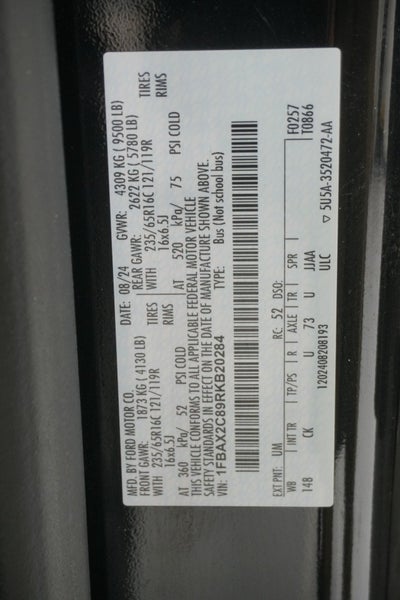 MFD. BY FORD MOTOR CO.
DATE: 08/24 GVWR: 4309 KG ( 9500 LB)
FRONT GAWR: 1873 KG ( 4130 LB) REAR GAWR: 2622 KG ( 5780 LB)
WITH 235/65R16C 121/119R TIRES WITH 235/65R16C 121/119R TIRES
16x6.5J RIMS 16x6.5J RIMS
AT 360 kPa/ 52 PSI COLD AT 520 kPa/ 75 PSI COLD
THIS VEHICLE CONFORMS TO ALL APPLICABLE FEDERAL MOTOR VEHICLE
SAFETY STANDARDS IN EFFECT ON THE DATE OF MANUFACTURE SHOWN ABOVE.
VIN: 1FBAX2C89RKB20284 TYPE: Bus (Not school bus)
EXT PNT: UM RC: 52 DSO: F0257
WB INT TR TP/PS R AXLE TR SPR T0866
148 CK U 73 U JJAA
ULC
1202408208193 5U5A-3520472-AA